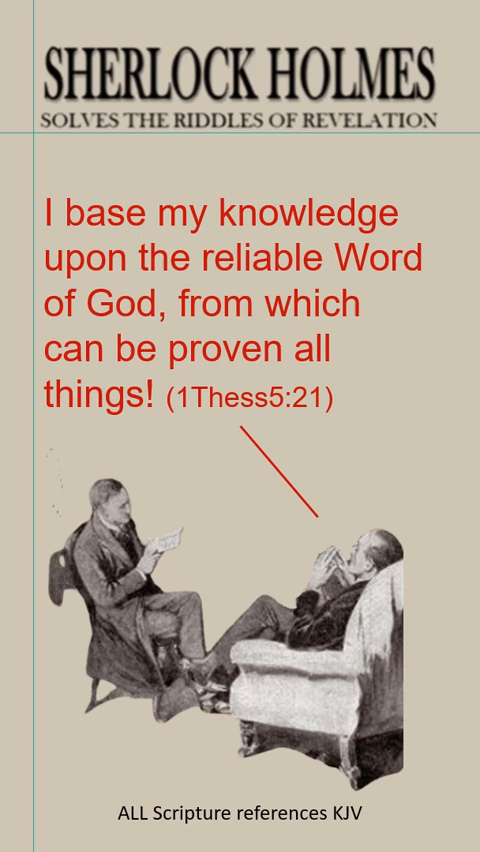 SHERLOCK HOLMES
SOLVES THE RIDDLES OF REVELATION
I base my knowledge
upon the reliable Word
of God, from which
can be proven all
things! (1Thess5:21)
ALL Scripture references KJV